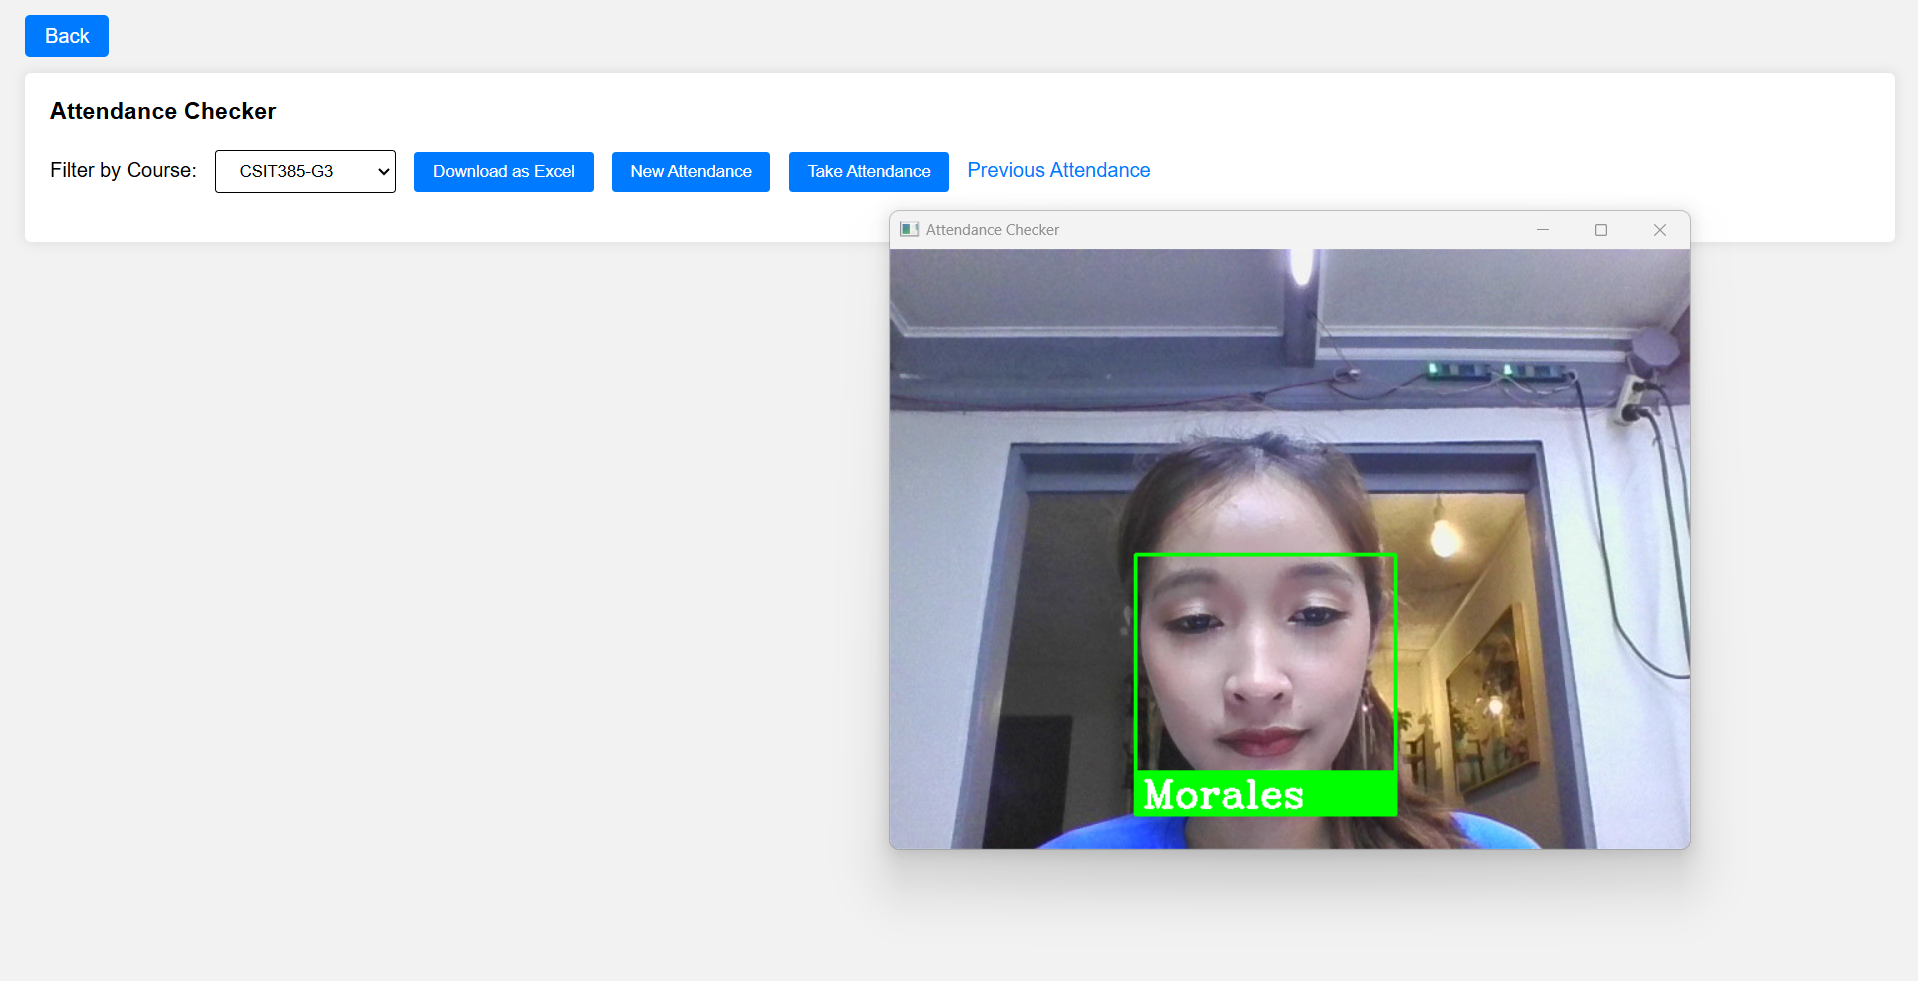 Back
Attendance Checker
Filter by Course: CSIT385-G3 Download as Excel New Attendance Take Attendance Previous Attendance
Attendance Checker
Morales